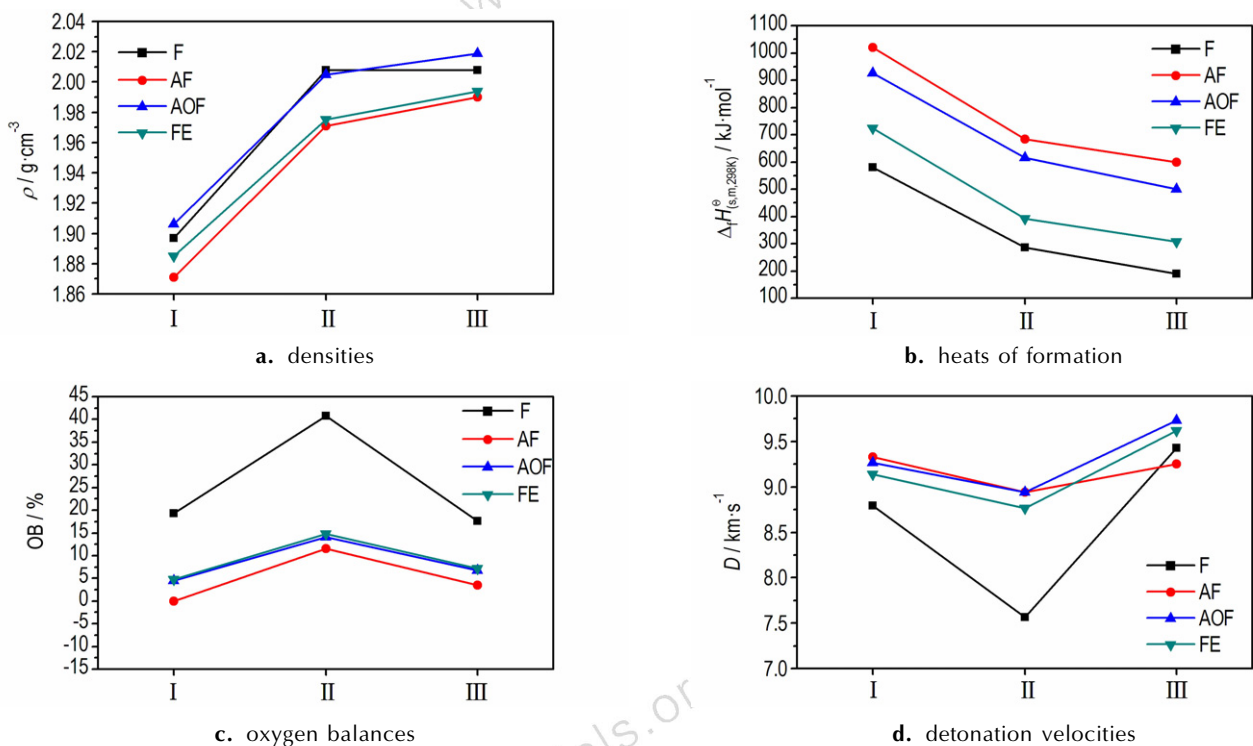 2.04
2.02
2.00
1.98
1.96
1.94
1.92
1.90
1.88
1.86
ρ / g·cm⁻³
F
AF
AOF
FE
I II III
a. densities
1100
1000
900
800
700
600
500
400
300
200
100
ΔfH⊖(s,m,298K) / kJ·mol⁻¹
F
AF
AOF
FE
I II III
b. heats of formation
45
40
35
30
25
20
15
10
5
0
-5
-10
-15
OB / %
F
AF
AOF
FE
I II III
c. oxygen balances
10.0
9.5
9.0
8.5
8.0
7.5
7.0
D / km·s⁻¹
F
AF
AOF
FE
I II III
d. detonation velocities